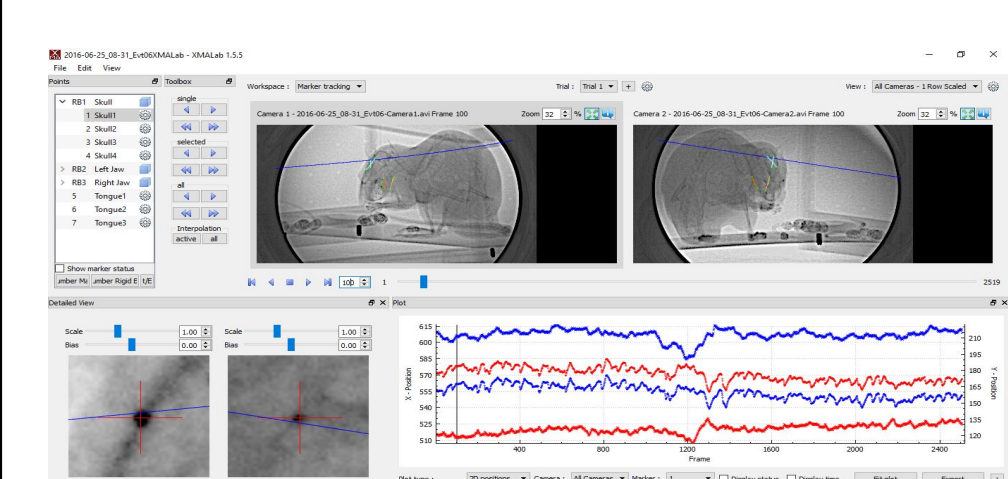 2016-06-25_08-31_Evt06XMALab - XMALab 1.5.5
File Edit View
Points
Toolbox
RB1 Skull
1 Skull1
2 Skull2
3 Skull3
4 Skull4
RB2 Left Jaw
RB3 Right Jaw
5 Tongue1
6 Tongue2
7 Tongue3
Show marker status
umber Ma umber Rigid E t/E
single
selected
all
Interpolation
active all
Workspace : Marker tracking
Trial : Trial 1 +
View : All Cameras - 1 Row Scaled
Camera 1 - 2016-06-25_08-31_Evt06-Camera1.avi Frame 100
Zoom 32 %
Camera 2 - 2016-06-25_08-31_Evt06-Camera2.avi Frame 100
Zoom 32 %
100 1 2519
Detailed View
Scale 1.00
Bias 0.00
Scale 1.00
Bias 0.00
Plot
X - Position
615
600
585
570
555
540
525
510
210
195
180
165
150
135
120
Y - Position
400 800 1200 1600 2000 2400
Frame
Plot type : 2D positions Camera : All Cameras Marker : 1 Display status Display time Fit plot Export +